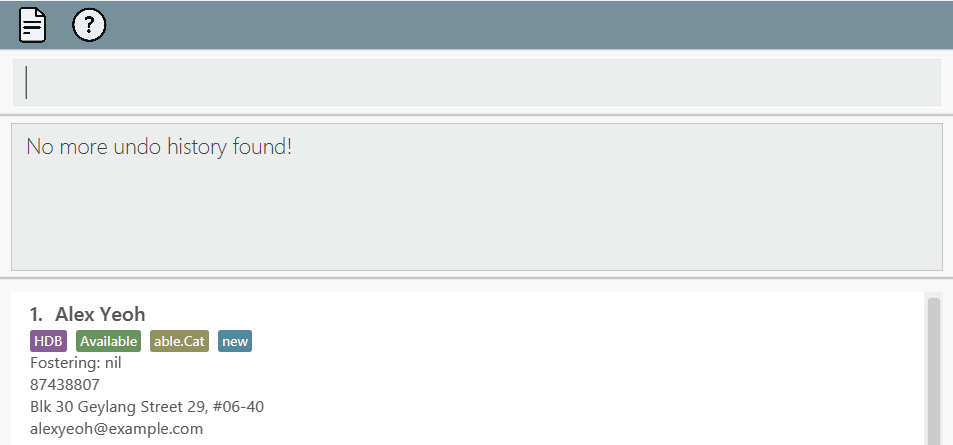 ?
No more undo history found!
1. Alex Yeoh
HDB Available able.Cat new
Fostering: nil
87438807
Blk 30 Geylang Street 29, #06-40
alexyeoh@example.com